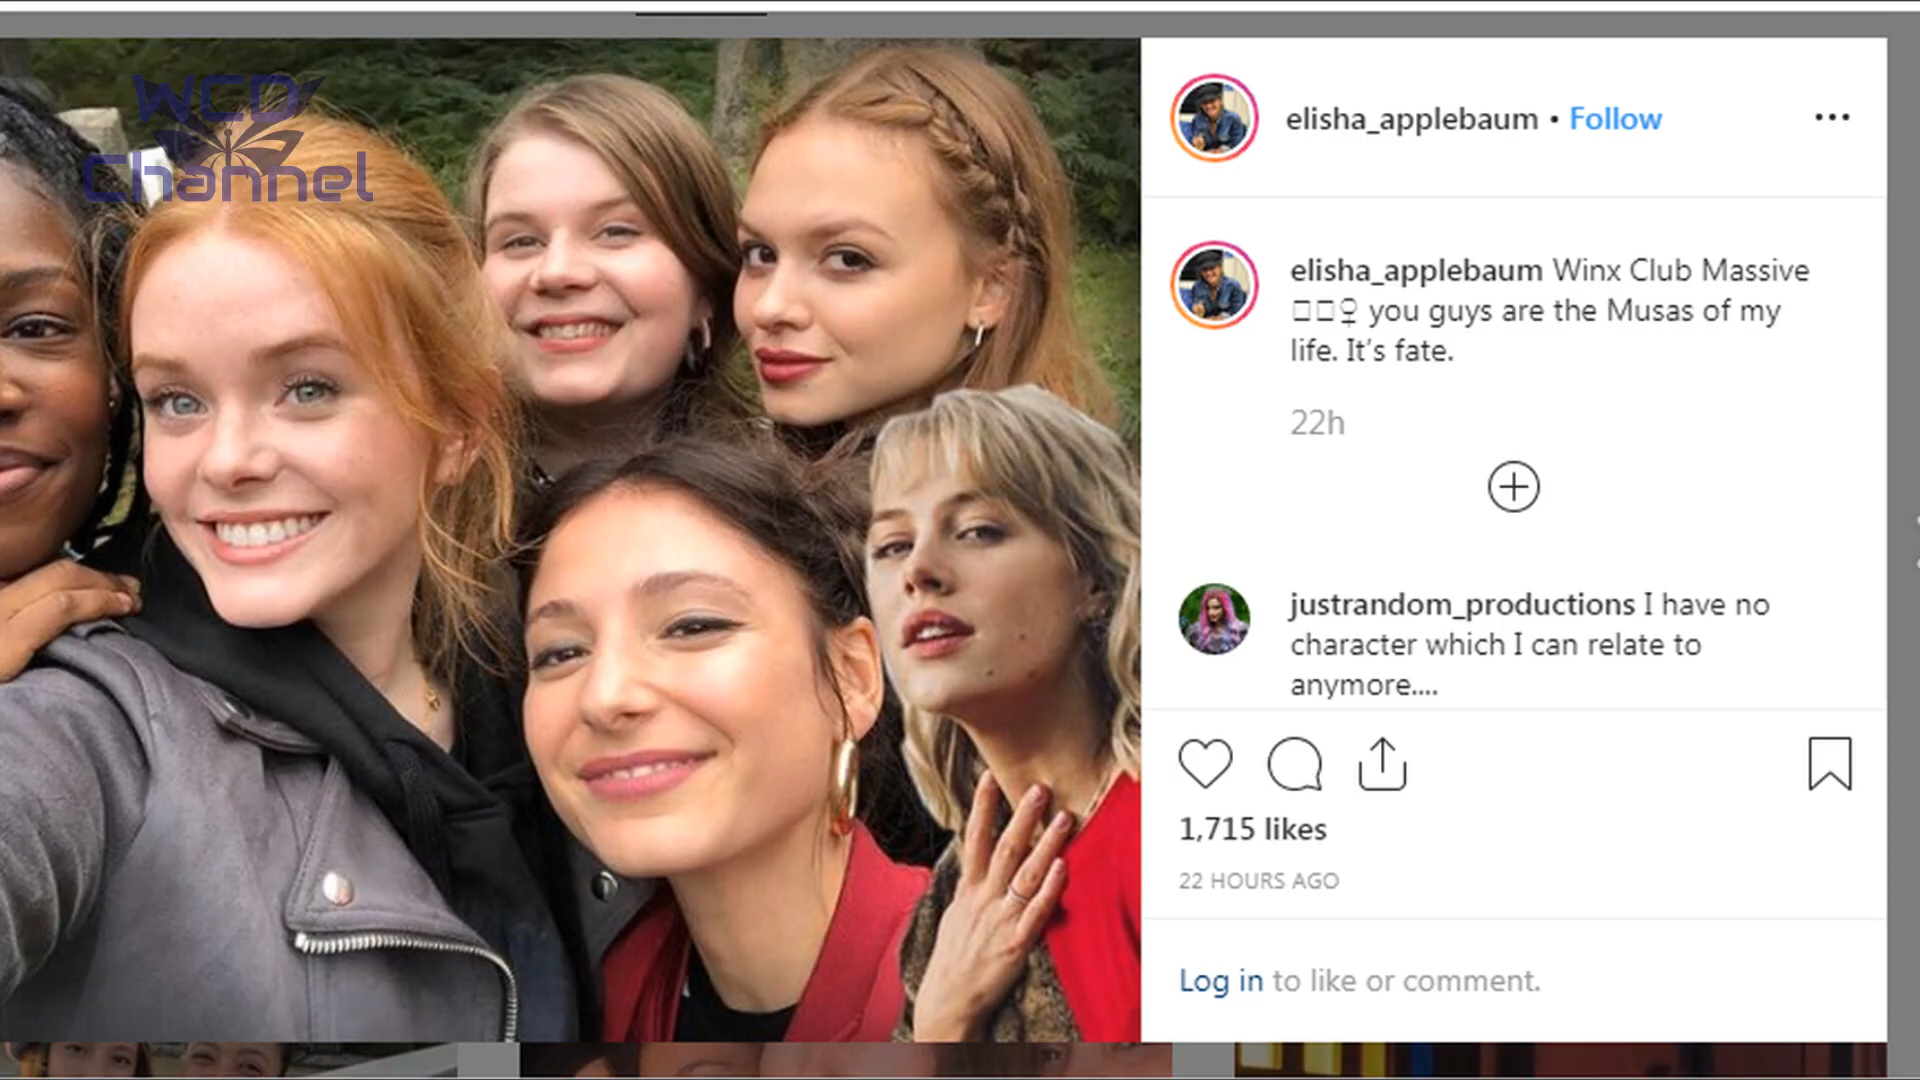 WCD
Channel
elisha_applebaum • Follow
elisha_applebaum Winx Club Massive
□□♀ you guys are the Musas of my
life. It's fate.
22h
justrandom_productions I have no
character which I can relate to
anymore....
1,715 likes
22 HOURS AGO
Log in to like or comment.